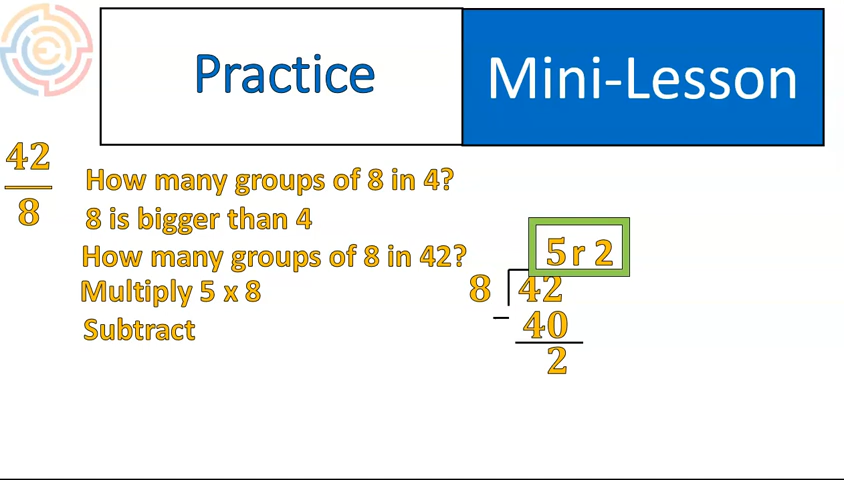 Practice
Mini-Lesson
42
8
How many groups of 8 in 4?
8 is bigger than 4
How many groups of 8 in 42?
Multiply 5 x 8
Subtract
5 r 2
8 42
− 40
2